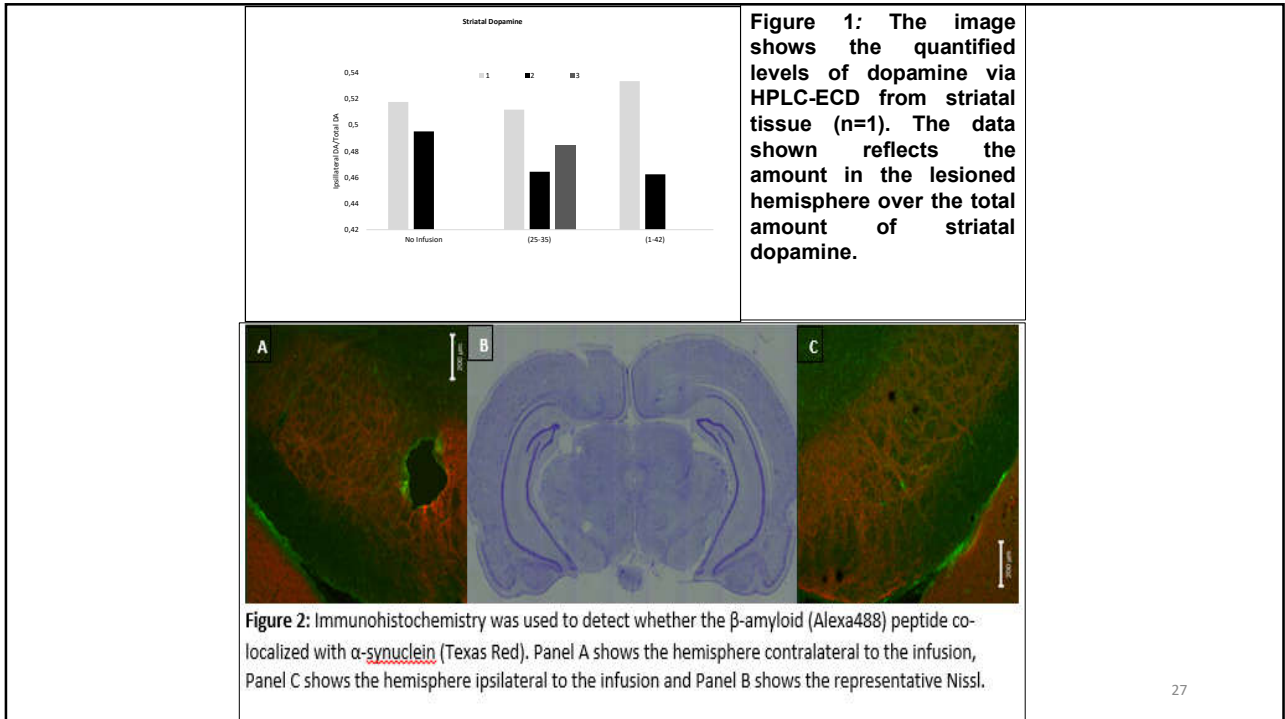 Striatal Dopamine
Ipsillateral DA/Total DA
0,54
0,52
0,5
0,48
0,46
0,44
0,42
1 2 3
No Infusion (25-35) (1-42)
Figure 1: The image
shows the quantified
levels of dopamine via
HPLC-ECD from striatal
tissue (n=1). The data
shown reflects the
amount in the lesioned
hemisphere over the total
amount of striatal
dopamine.
A
200 µm
B
C
200 µm
Figure 2: Immunohistochemistry was used to detect whether the β-amyloid (Alexa488) peptide co-
localized with α-synuclein (Texas Red). Panel A shows the hemisphere contralateral to the infusion,
Panel C shows the hemisphere ipsilateral to the infusion and Panel B shows the representative Nissl.
27